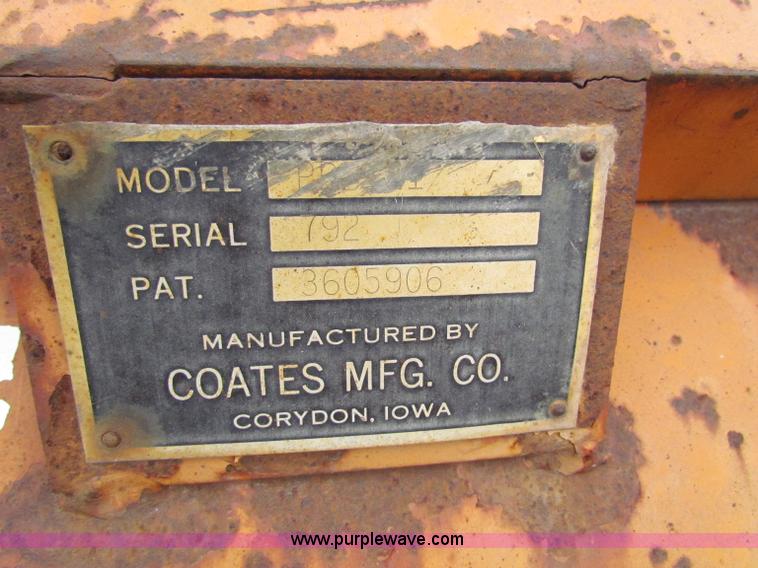 MODEL
SERIAL 792
PAT. 3605906
MANUFACTURED BY
COATES MFG. CO.
CORYDON, IOWA
www.purplewave.com